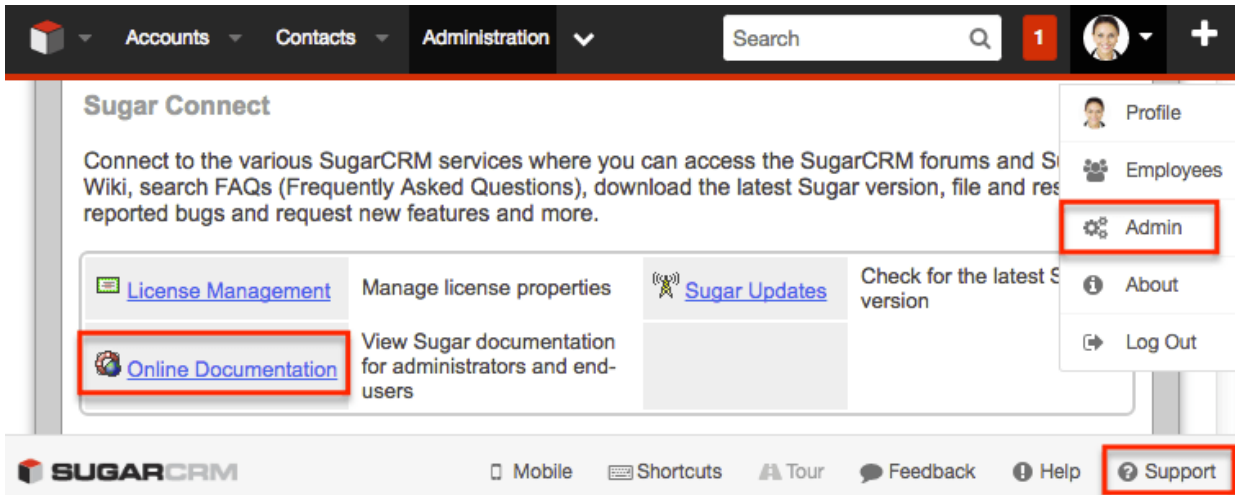 Accounts Contacts Administration Search 1
Sugar Connect
Profile
Connect to the various SugarCRM services where you can access the SugarCRM forums and S
Wiki, search FAQs (Frequently Asked Questions), download the latest Sugar version, file and res
reported bugs and request new features and more.
Employees
Admin
About
Log Out
License Management Manage license properties Sugar Updates Check for the latest S
version
Online Documentation View Sugar documentation
for administrators and end-
users
SUGARCRM Mobile Shortcuts Tour Feedback Help Support